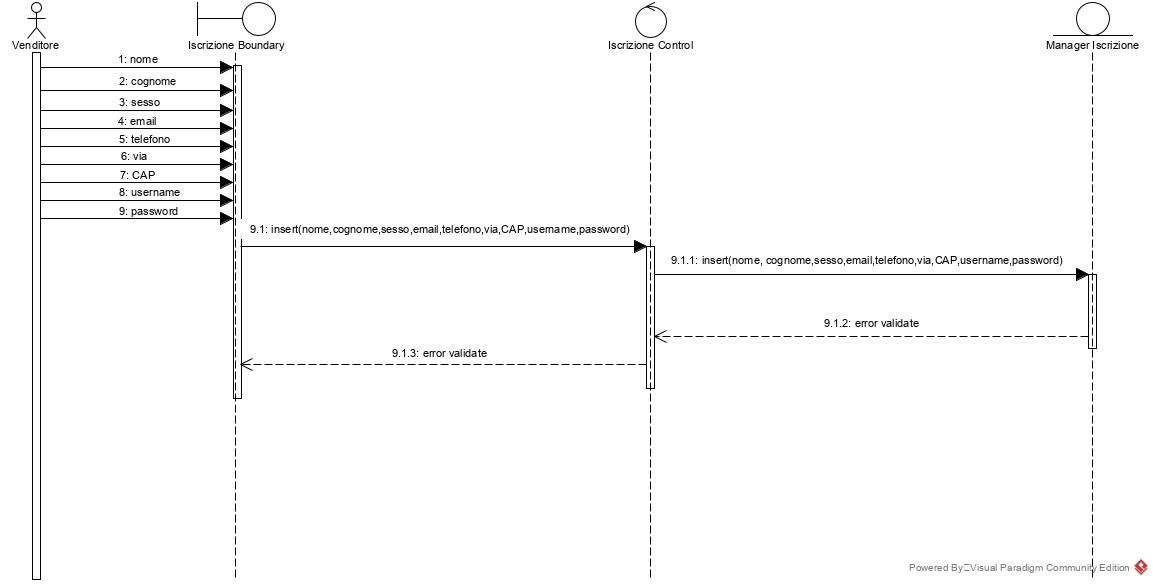 Venditore
Iscrizione Boundary
Iscrizione Control
Manager Iscrizione
1: nome
2: cognome
3: sesso
4: email
5: telefono
6: via
7: CAP
8: username
9: password
9.1: insert(nome,cognome,sesso,email,telefono,via,CAP,username,password)
9.1.1: insert(nome, cognome,sesso,email,telefono,via,CAP,username,password)
9.1.2: error validate
9.1.3: error validate
Powered By Visual Paradigm Community Edition